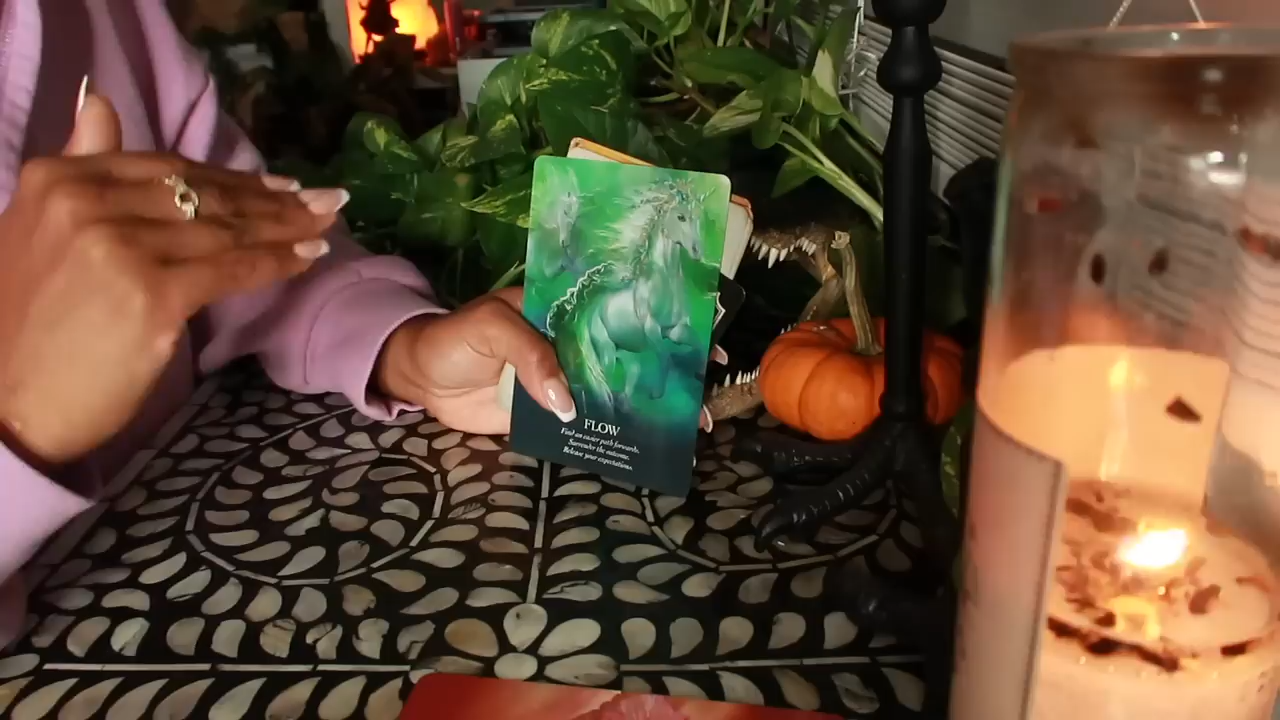 FLOW
Find an easier path forwards.
Surrender the outcome.
Release your expectations.